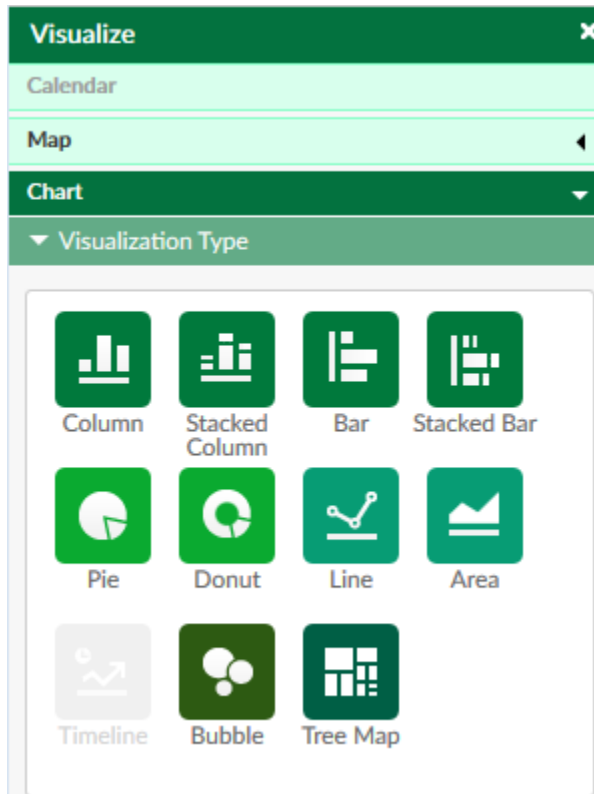 Visualize
Calendar
Map
Chart
Visualization Type
Column
Stacked
Column
Bar
Stacked Bar
Pie
Donut
Line
Area
Timeline
Bubble
Tree Map